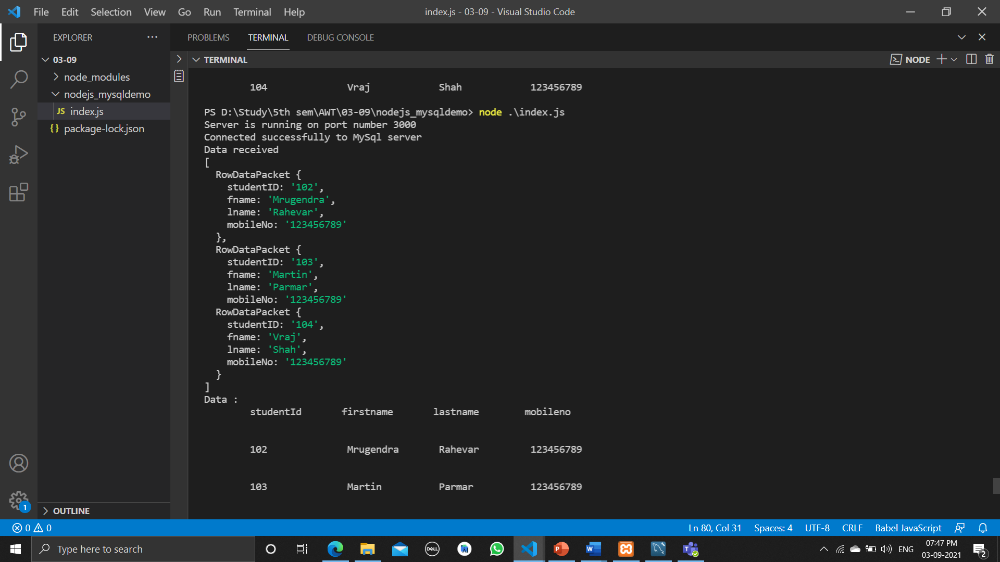 File Edit Selection View Go Run Terminal Help
index.js - 03-09 - Visual Studio Code
EXPLORER
03-09
node_modules
nodejs_mysqldemo
JS index.js
{} package-lock.json
OUTLINE
PROBLEMS TERMINAL DEBUG CONSOLE
TERMINAL
NODE
104 Vraj Shah 123456789
PS D:\Study\5th sem\AWT\03-09\nodejs_mysqldemo> node .\index.js
Server is running on port number 3000
Connected successfully to MySql server
Data received
[
RowDataPacket {
studentID: '102',
fname: 'Mrugendra',
lname: 'Rahevar',
mobileNo: '123456789'
},
RowDataPacket {
studentID: '103',
fname: 'Martin',
lname: 'Parmar',
mobileNo: '123456789'
RowDataPacket {
studentID: '104',
fname: 'Vraj',
lname: 'Shah',
mobileNo: '123456789'
}
]
Data :
studentId firstname lastname mobileno
102 Mrugendra Rahevar 123456789
103 Martin Parmar 123456789
1
0 0
Ln 80, Col 31 Spaces: 4 UTF-8 CRLF Babel JavaScript
Type here to search
DELL
P
W
T
ENG
07:47 PM
03-09-2021
2